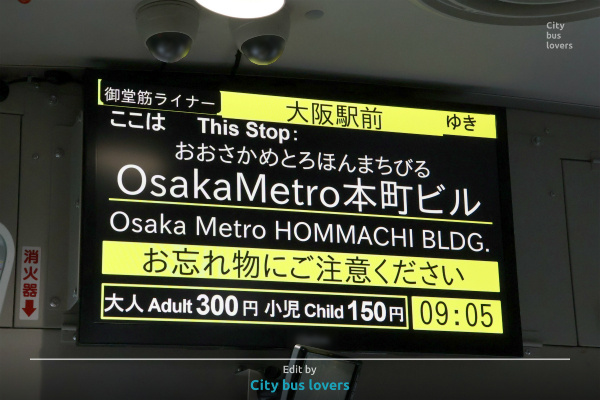 City
bus
lovers
御堂筋ライナー 大阪駅前 ゆき
ここは This Stop:
おおさかめとろほんまちびる
OsakaMetro本町ビル
Osaka Metro HOMMACHI BLDG.
お忘れ物にご注意ください
大人 Adult 300円 小児 Child 150円 09:05
消火器
Edit by
City bus lovers